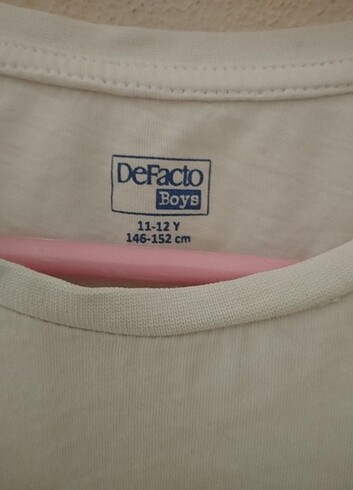 DeFacto
Boys
11-12 Y
146-152 cm